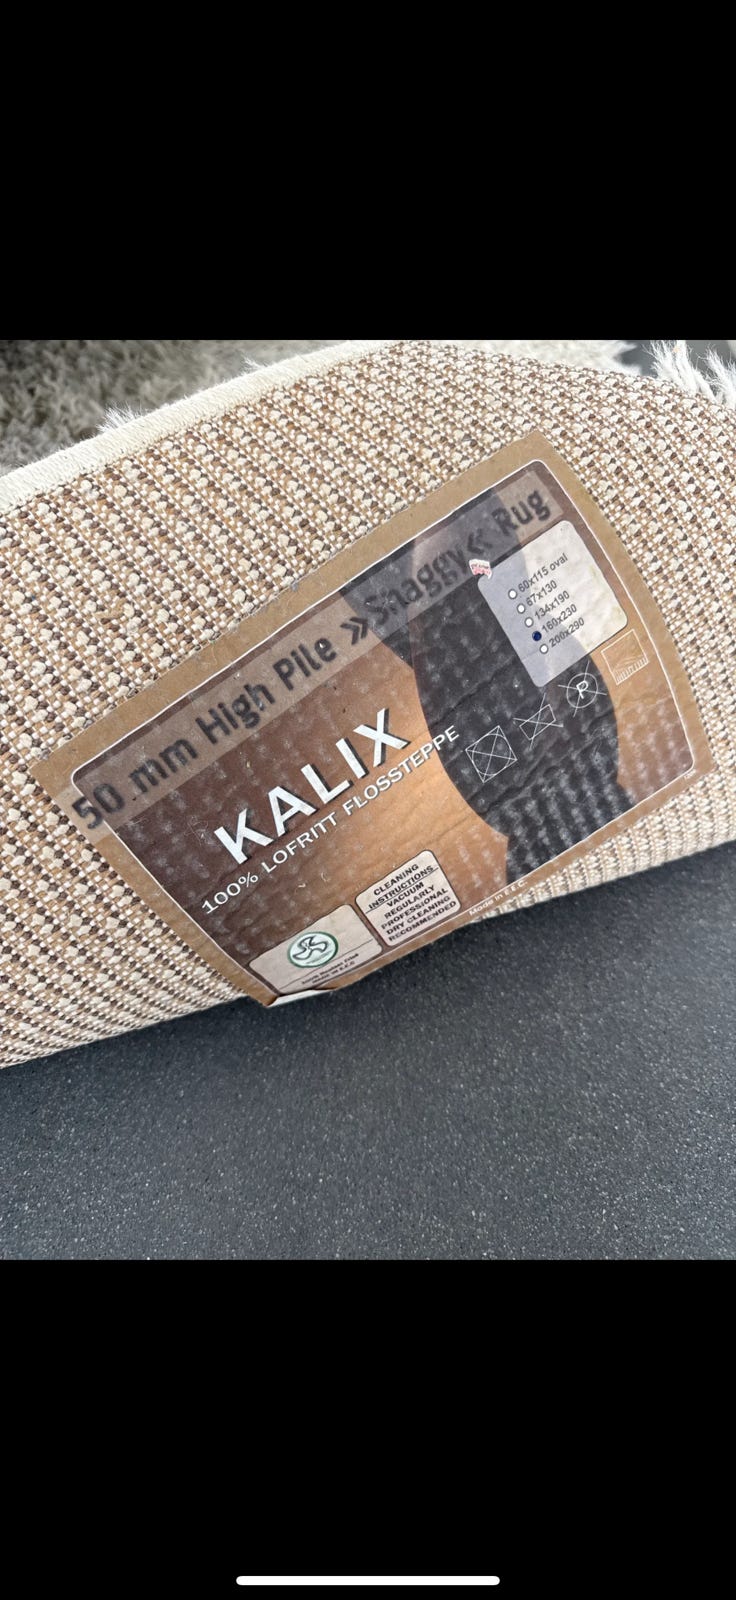 50 mm High Pile »Shaggy« Rug
60x115 oval
67x130
134x190
160x230
200x290
P
KALIX
100% LOFRITT FLOSSTEPPE
CLEANING
INSTRUCTIONS
VACUUM
REGULARLY
PROFESSIONAL
DRY CLEANING
RECOMMENDED
Made in E.E.C.